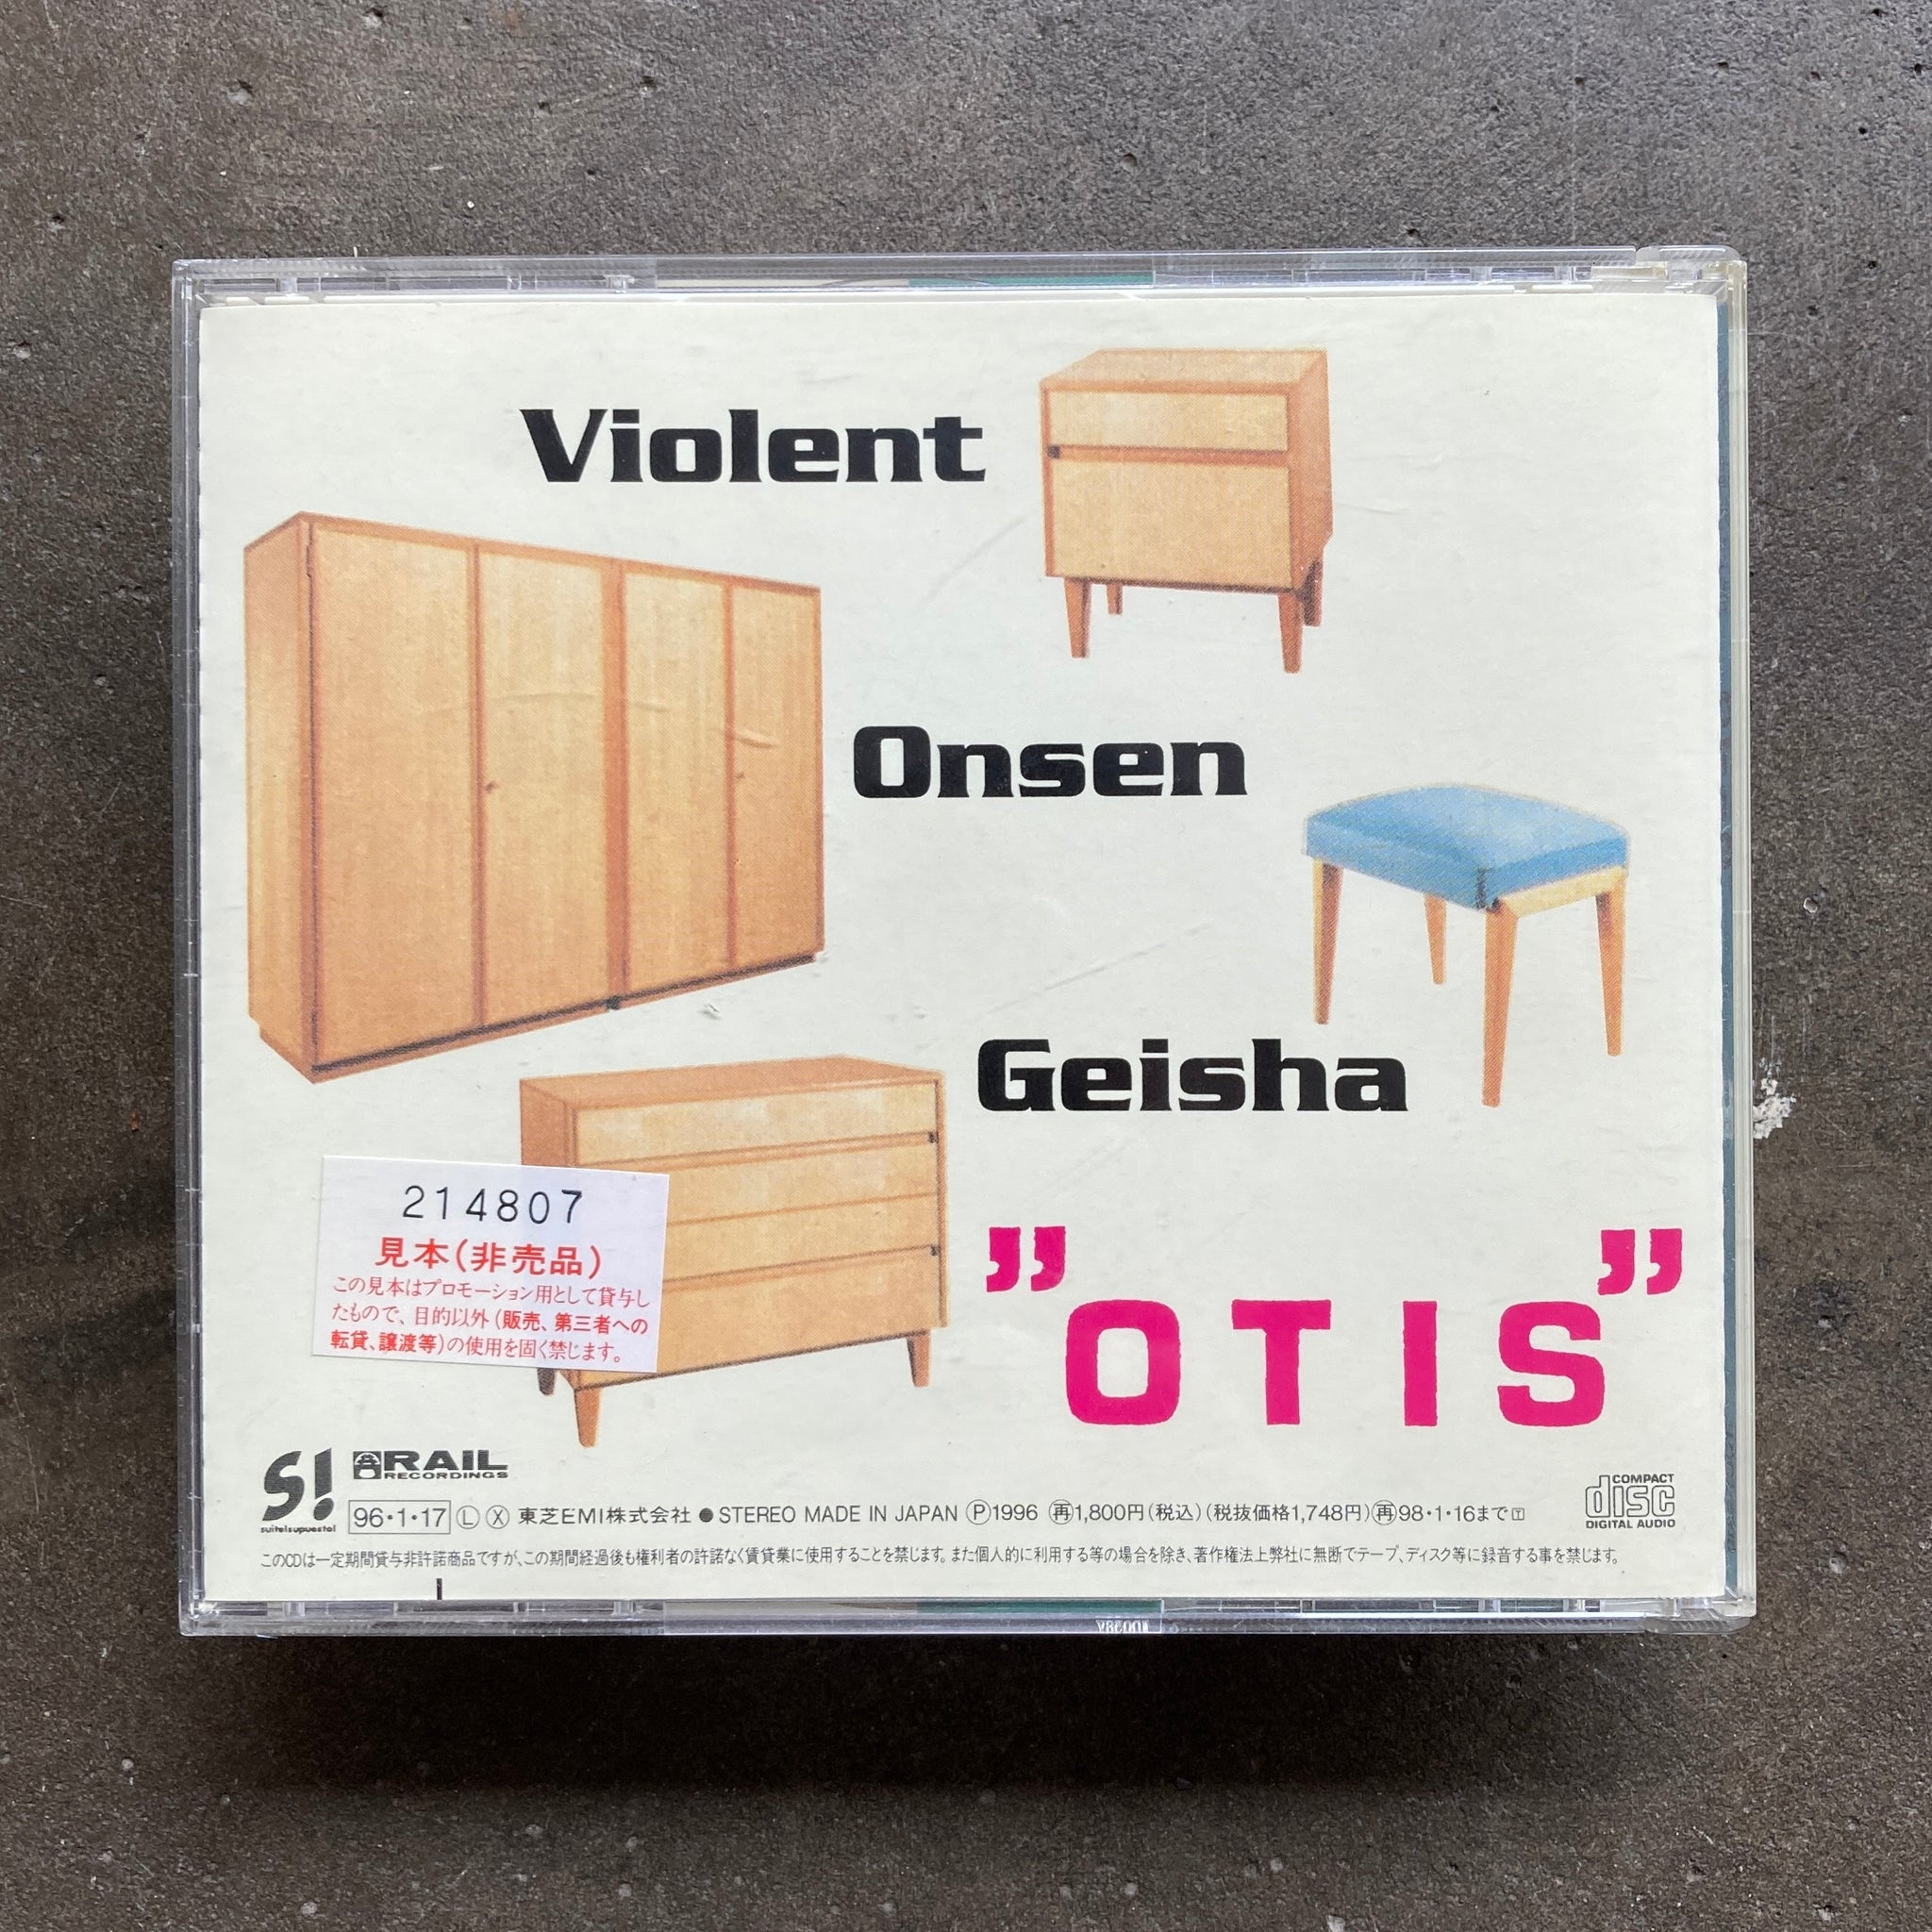 Violent
Onsen
Geisha
"OTIS"
214807
見本(非売品)
この見本はプロモーション用として貸与し
たもので、目的以外(販売、第三者への
転貸、譲渡等)の使用を固く禁じます。
S! RAIL
RECORDINGS
suite!supuesto!
96・1・17 Ⓛ Ⓧ 東芝EMI株式会社 ● STEREO MADE IN JAPAN Ⓟ1996 ㊢1,800円(税込)(税抜価格1,748円)㊢98・1・16まで
COMPACT
disc
DIGITAL AUDIO
このCDは一定期間貸与非許諾商品ですが、この期間経過後も権利者の許諾なく賃貸業に使用することを禁じます。また個人的に利用する等の場合を除き、著作権法上弊社に無断でテープ、ディスク等に録音する事を禁じます。